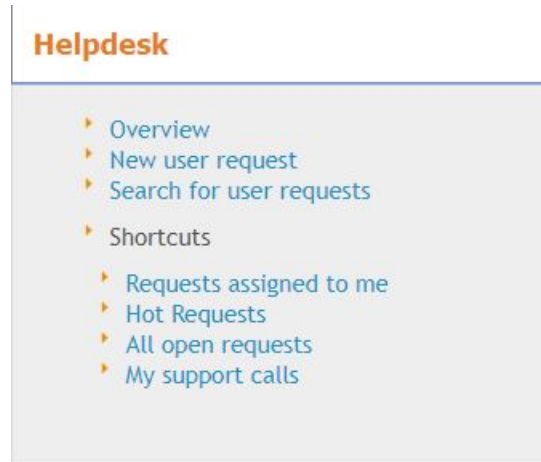 Helpdesk
Overview
New user request
Search for user requests
Shortcuts
Requests assigned to me
Hot Requests
All open requests
My support calls